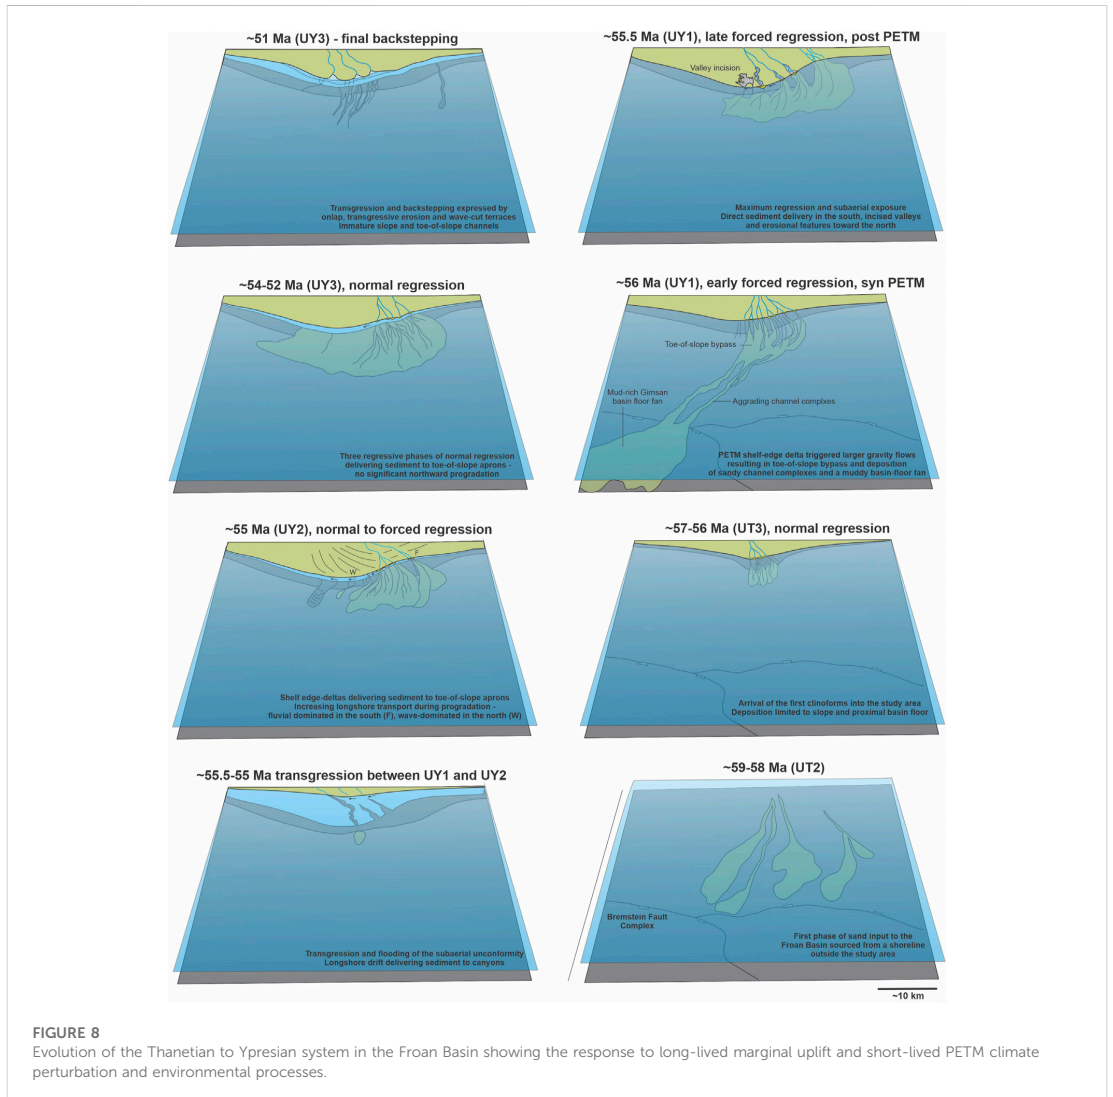 ~51 Ma (UY3) - final backstepping
Transgression and backstepping expressed by
onlap, transgressive erosion and wave-cut terraces
Immature slope and toe-of-slope channels
~55.5 Ma (UY1), late forced regression, post PETM
Valley incision
Maximum regression and subaerial exposure
Direct sediment delivery in the south, incised valleys
and erosional features toward the north
~54-52 Ma (UY3), normal regression
Three regressive phases of normal regression
delivering sediment to toe-of-slope aprons -
no significant northward progradation
~56 Ma (UY1), early forced regression, syn PETM
Toe-of-slope bypass
Mud-rich Gimsan
basin floor fan
Aggrading channel complxes
PETM shelf-edge delta triggered larger gravity flows
resulting in toe-of-slope bypass and deposition
of sandy channel complexes and a muddy basin-floor fan
~55 Ma (UY2), normal to forced regression
F
W
Shelf edge-deltas delivering sediment to toe-of-slope aprons
Increasing longshore transport during progradation -
fluvial dominated in the south (F), wave-dominated in the north (W)
~57-56 Ma (UT3), normal regression
Arrival of the first clinoforms into the study area
Deposition limited to slope and proximal basin floor
~55.5-55 Ma transgression between UY1 and UY2
Transgression and flooding of the subaerial unconformity
Longshore drift delivering sediment to canyons
~59-58 Ma (UT2)
Bremstein Fault
Complex
First phase of sand input to the
Froan Basin sourced from a shoreline
outside the study area
~10 km
FIGURE 8
Evolution of the Thanetian to Ypresian system in the Froan Basin showing the response to long-lived marginal uplift and short-lived PETM climate
perturbation and environmental processes.